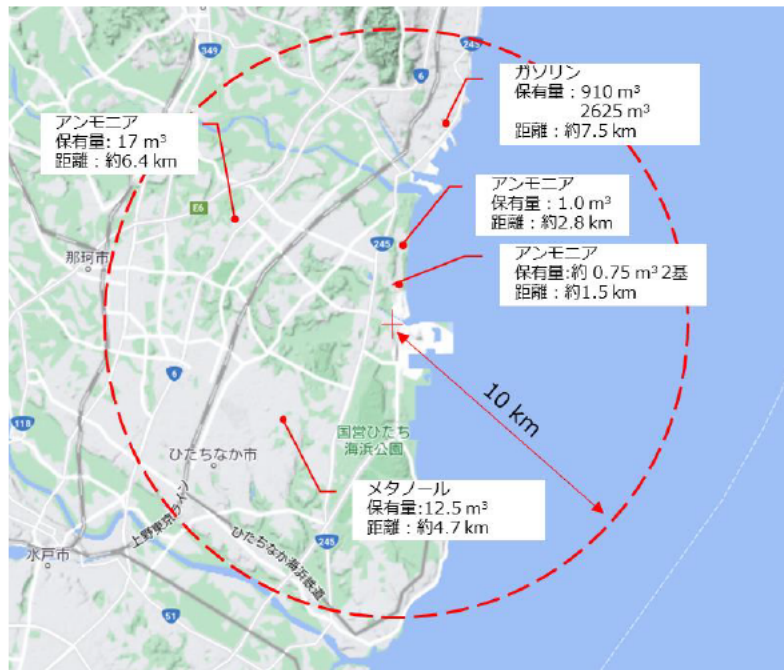 349
245
6
ガソリン
保有量：910 m³
2625 m³
距離：約7.5 km
アンモニア
保有量: 17 m³
距離：約6.4 km
アンモニア
保有量：1.0 m³
距離：約2.8 km
E6
245
那珂市
アンモニア
保有量:約 0.75 m³ 2基
距離：約1.5 km
10 km
6
118
国営ひたち
海浜公園
ひたちなか市
メタノール
保有量:12.5 m³
距離：約4.7 km
上野東京ライン
ひたちなか海浜鉄道
245
水戸市
51